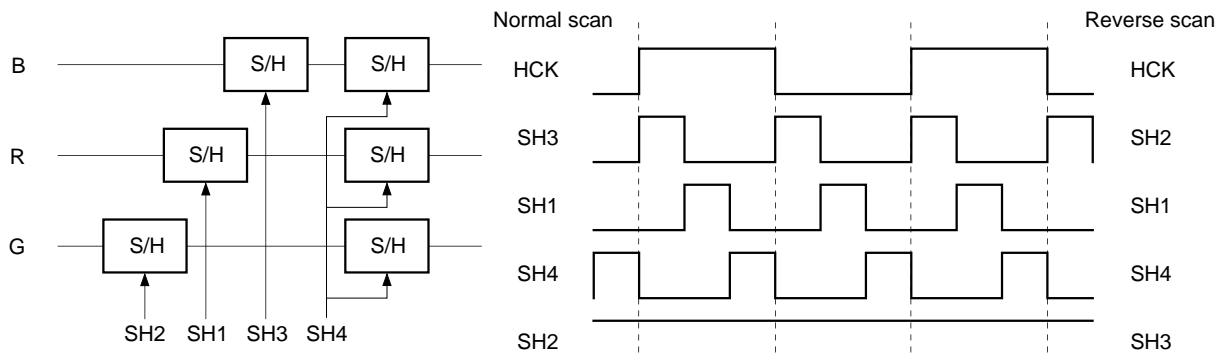 Normal scan
Reverse scan
B
S/H
S/H
R
S/H
S/H
G
S/H
S/H
SH2 SH1 SH3 SH4
HCK
HCK
SH3
SH2
SH1
SH1
SH4
SH4
SH2
SH3